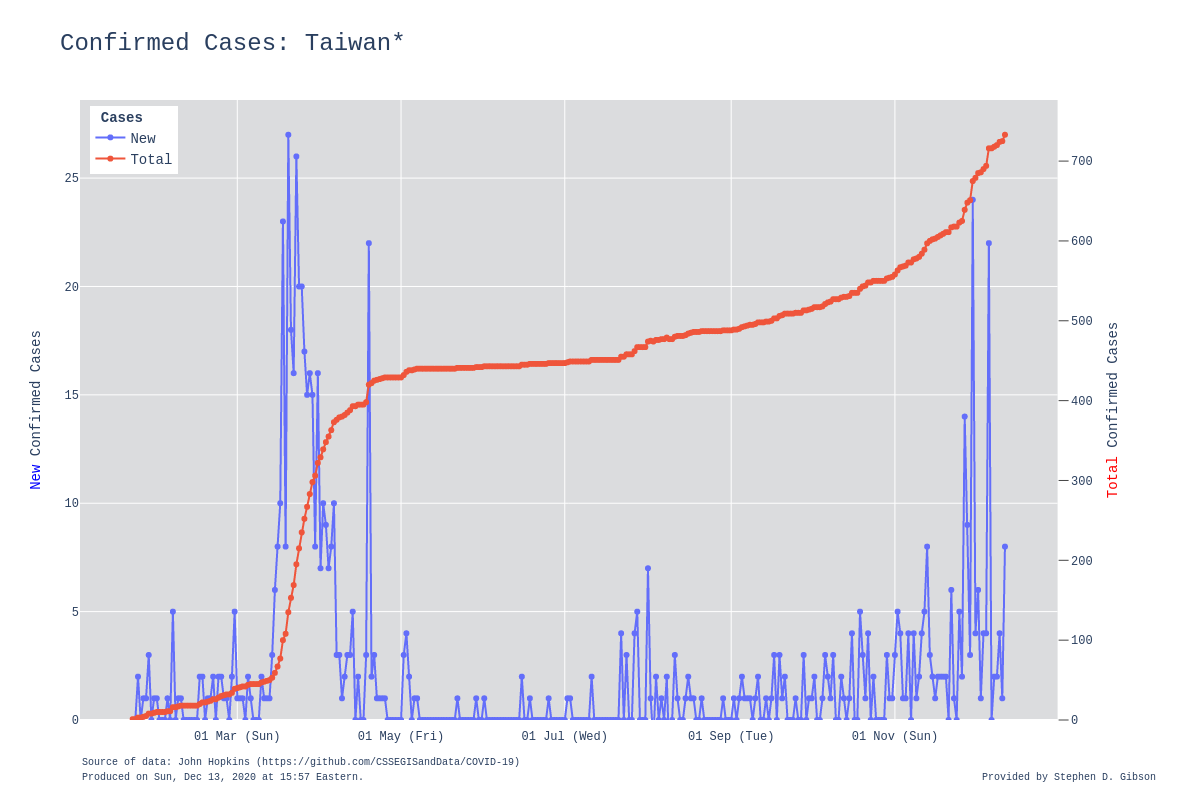 Confirmed Cases: Taiwan*
Cases
New
Total
25
20
15
10
5
0
700
600
500
400
300
200
100
0
New Confirmed Cases
Total Confirmed Cases
01 Mar (Sun)
01 May (Fri)
01 Jul (Wed)
01 Sep (Tue)
01 Nov (Sun)
Source of data: John Hopkins (https://github.com/CSSEGISandData/COVID-19)
Produced on Sun, Dec 13, 2020 at 15:57 Eastern.
Provided by Stephen D. Gibson